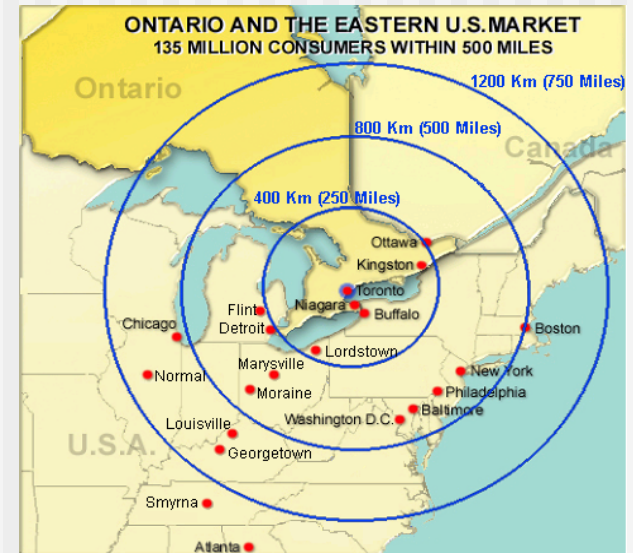 ONTARIO AND THE EASTERN U.S.MARKET
135 MILLION CONSUMERS WITHIN 500 MILES
1200 Km (750 Miles)
Ontario
800 Km (500 Miles)
Canada
400 Km (250 Miles)
Ottawa
Kingston
Toronto
Niagara
Flint
Buffalo
Chicago
Detroit
Boston
Lordstown
Marysville
New York
Normal
Moraine
Philadelphia
Baltimore
Washington D.C.
Louisville
U.S.A.
Georgetown
Smyrna
Atlanta